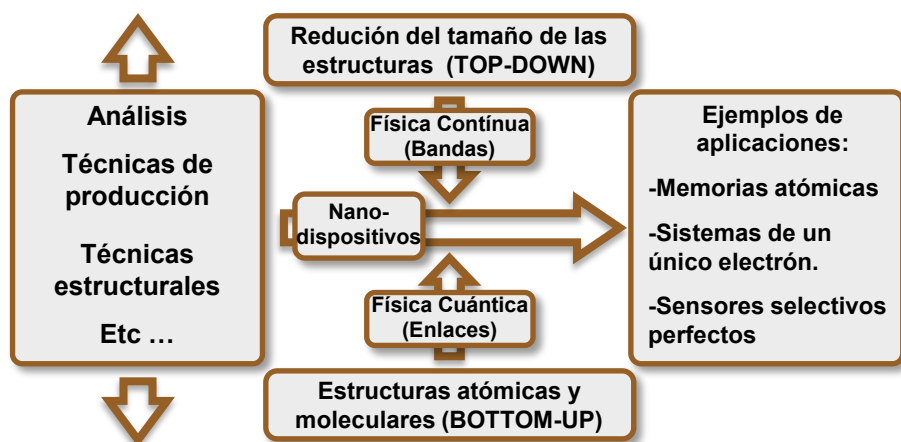 Redución del tamaño de las
estructuras (TOP-DOWN)
Análisis
Técnicas de
producción
Técnicas
estructurales
Etc …
Física Contínua
(Bandas)
Nano-
dispositivos
Física Cuántica
(Enlaces)
Estructuras atómicas y
moleculares (BOTTOM-UP)
Ejemplos de
aplicaciones:
-Memorias atómicas
-Sistemas de un
único electrón.
-Sensores selectivos
perfectos